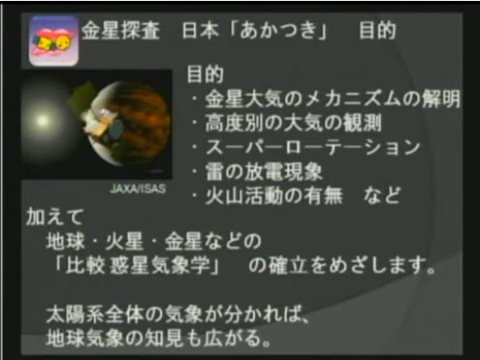 金星探査　日本「あかつき」　目的
目的
・金星大気のメカニズムの解明
・高度別の大気の観測
・スーパーローテーション
・雷の放電現象
・火山活動の有無　など
JAXA/ISAS
加えて
地球・火星・金星などの
「比較惑星気象学」　の確立をめざします。
太陽系全体の気象が分かれば、
地球気象の知見も広がる。